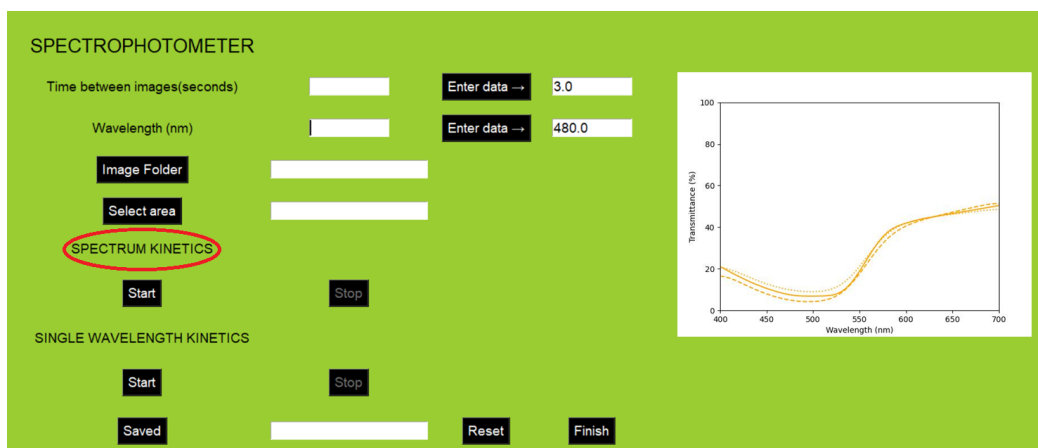 SPECTROPHOTOMETER
Time between images(seconds)
Enter data →
3.0
Wavelength (nm)
Enter data →
480.0
Image Folder
Select area
SPECTRUM KINETICS
Start
Stop
SINGLE WAVELENGTH KINETICS
Start
Stop
Saved
Reset
Finish
Transmittance (%)
100
80
60
40
20
0
400 450 500 550 600 650 700
Wavelength (nm)